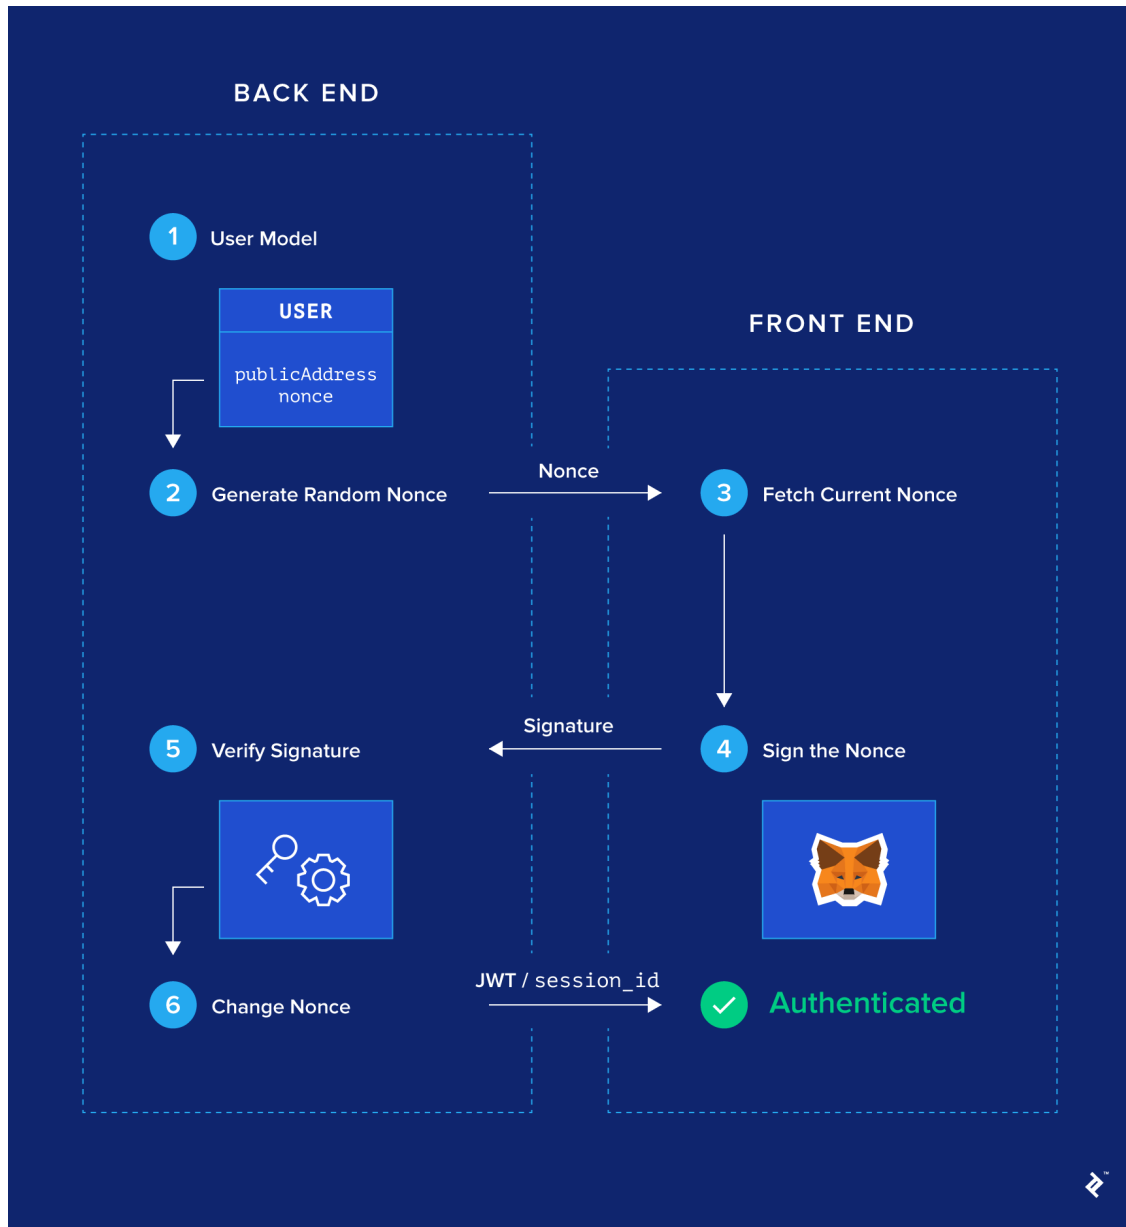 BACK END
1 User Model
USER
publicAddress
nonce
FRONT END
2 Generate Random Nonce
Nonce
3 Fetch Current Nonce
Signature
5 Verify Signature
4 Sign the Nonce
JWT / session_id
6 Change Nonce
Authenticated
TM